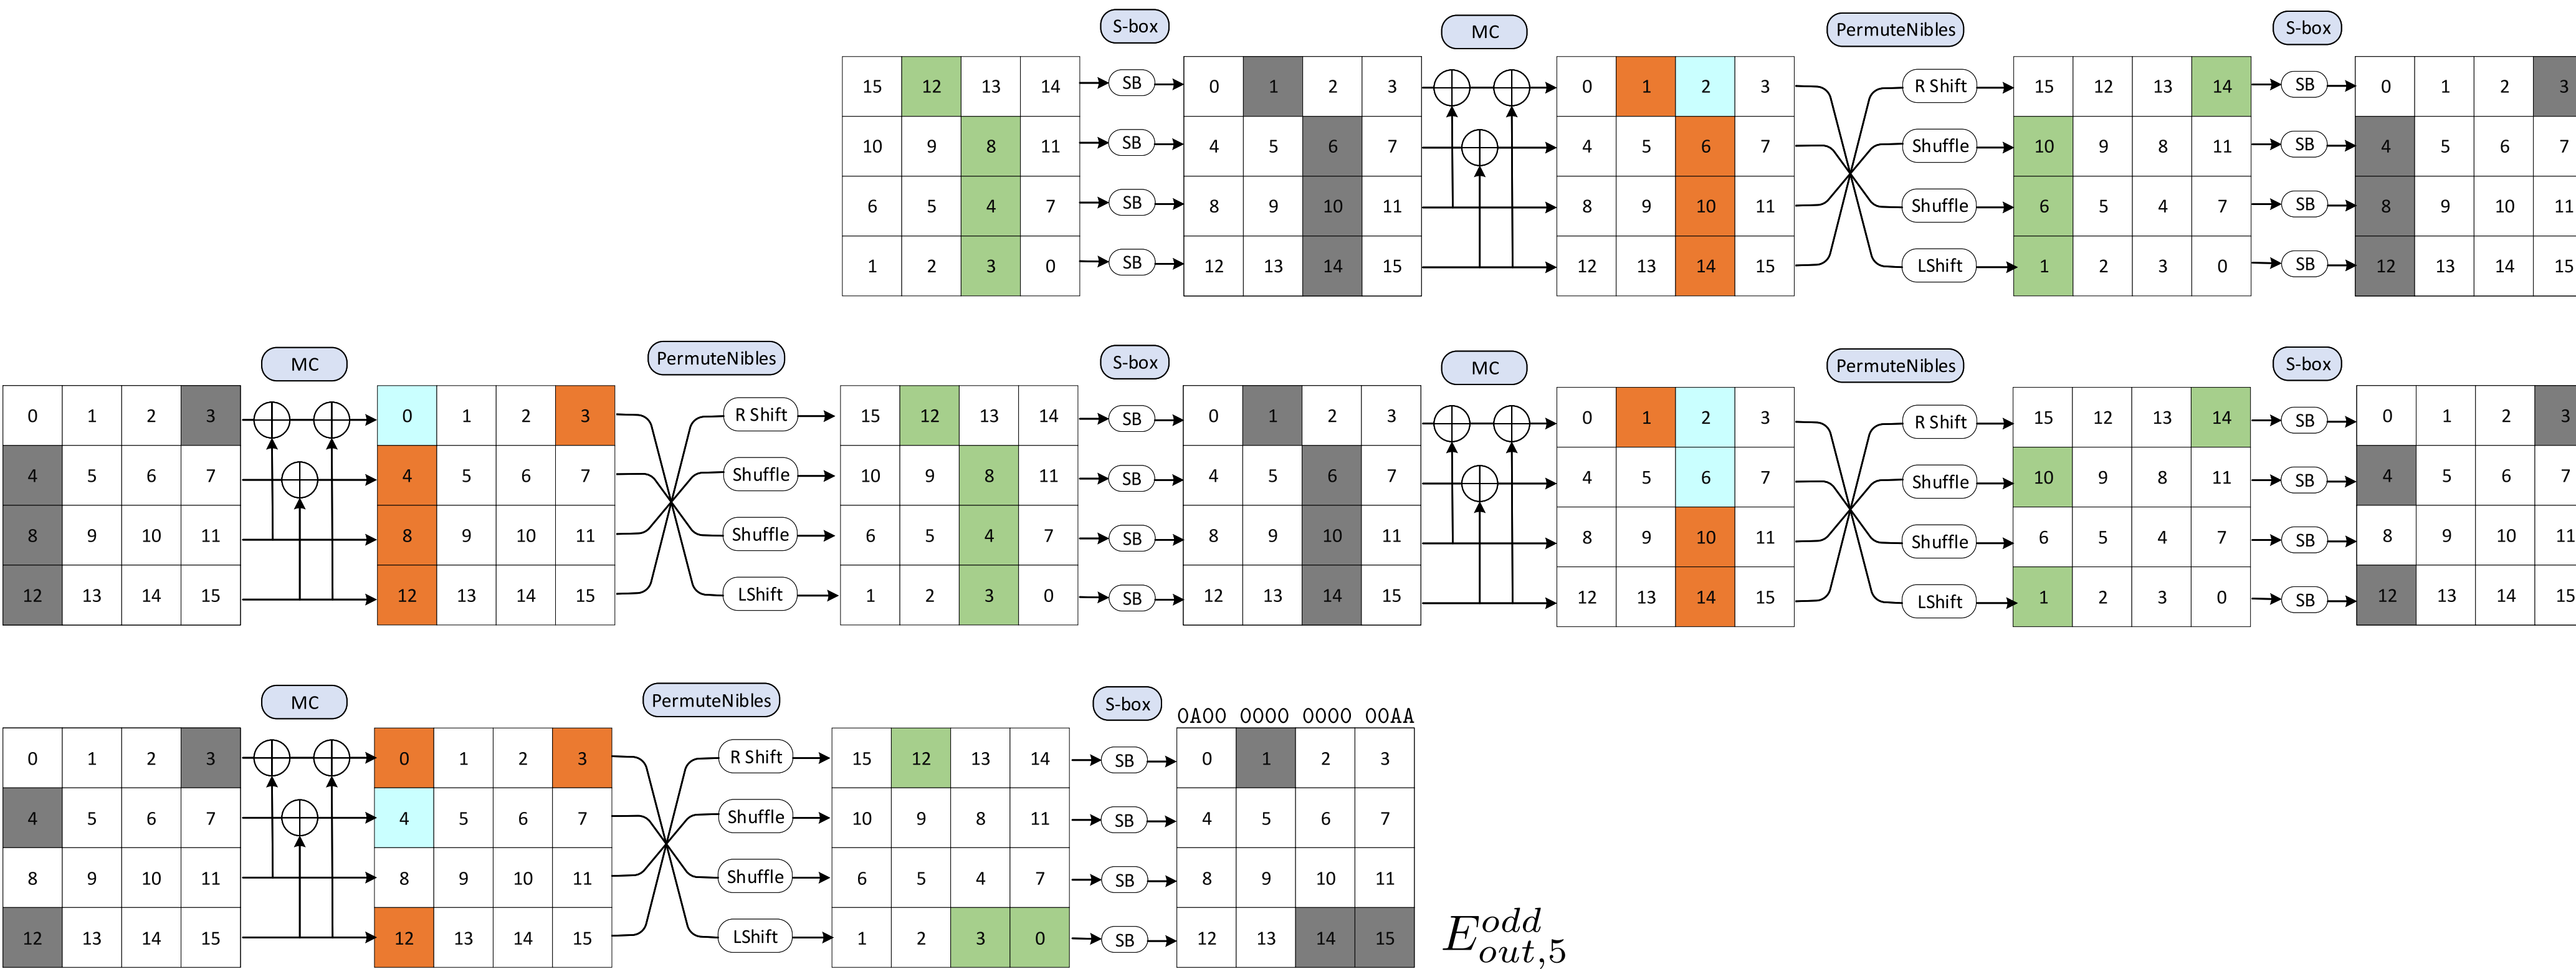 S-box MC PermuteNibles S-box
15 12 13 14 SB 0 1 2 3 0 1 2 3 R Shift 15 12 13 14 SB 0 1 2 3
10 9 8 11 SB 4 5 6 7 4 5 6 7 Shuffle 10 9 8 11 SB 4 5 6 7
6 5 4 7 SB 8 9 10 11 8 9 10 11 Shuffle 6 5 4 7 SB 8 9 10 11
1 2 3 0 SB 12 13 14 15 12 13 14 15 LShift 1 2 3 0 SB 12 13 14 15
MC PermuteNibles S-box MC PermuteNibles S-box
0 1 2 3 0 1 2 3 R Shift 15 12 13 14 SB 0 1 2 3 0 1 2 3 R Shift 15 12 13 14 SB 0 1 2 3
4 5 6 7 4 5 6 7 Shuffle 10 9 8 11 SB 4 5 6 7 4 5 6 7 Shuffle 10 9 8 11 SB 4 5 6 7
8 9 10 11 8 9 10 11 Shuffle 6 5 4 7 SB 8 9 10 11 8 9 10 11 Shuffle 6 5 4 7 SB 8 9 10 11
12 13 14 15 12 13 14 15 LShift 1 2 3 0 SB 12 13 14 15 12 13 14 15 LShift 1 2 3 0 SB 12 13 14 15
MC PermuteNibles S-box
0A00 0000 0000 00AA
0 1 2 3 0 1 2 3 R Shift 15 12 13 14 SB 0 1 2 3
4 5 6 7 4 5 6 7 Shuffle 10 9 8 11 SB 4 5 6 7
8 9 10 11 8 9 10 11 Shuffle 6 5 4 7 SB 8 9 10 11
12 13 14 15 12 13 14 15 LShift 1 2 3 0 SB 12 13 14 15
E^{odd}_{out,5}